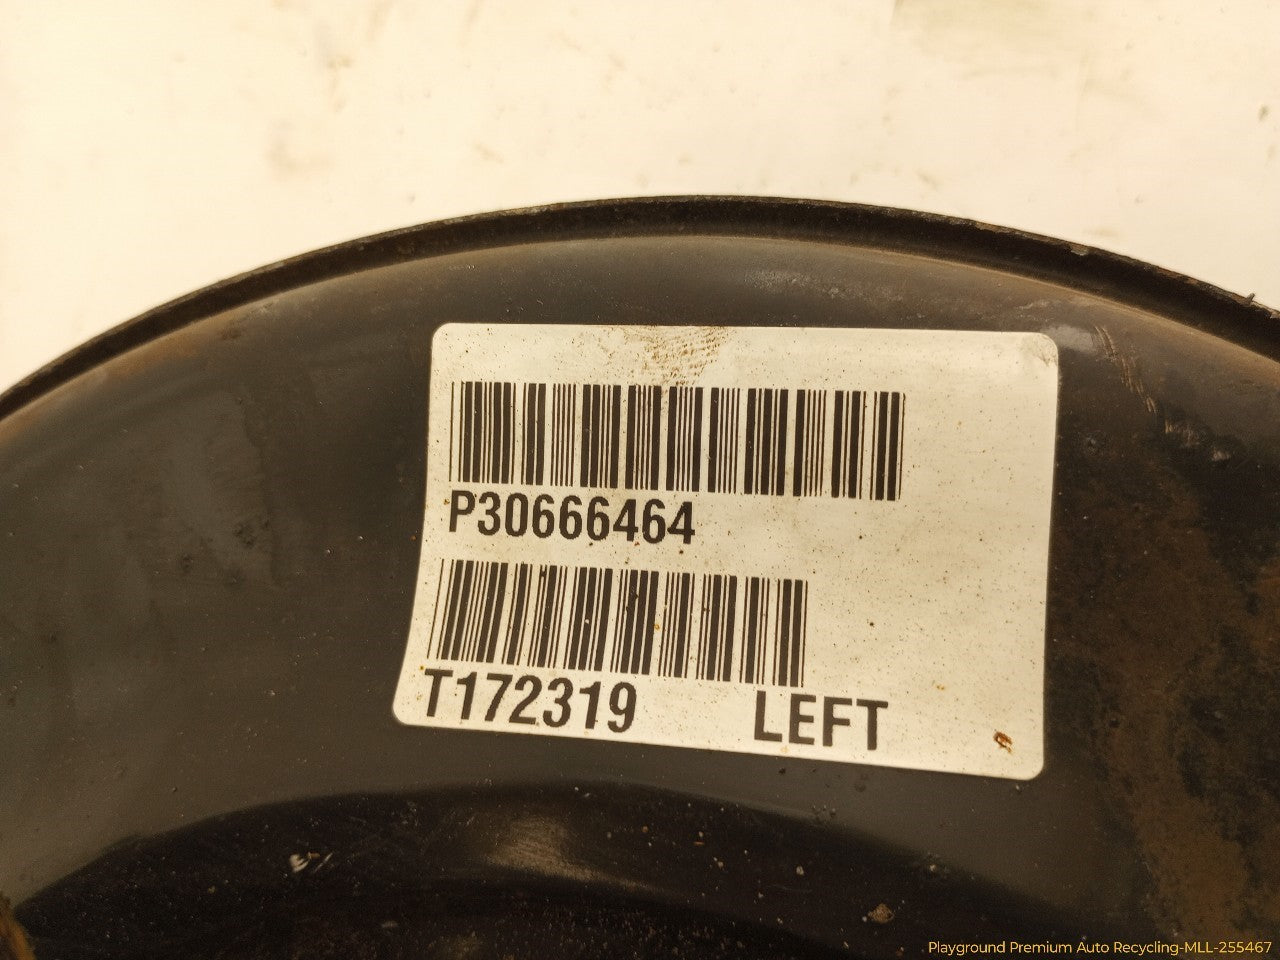 P30666464
T172319 LEFT
Playground Premium Auto Recycling-MLL-255467